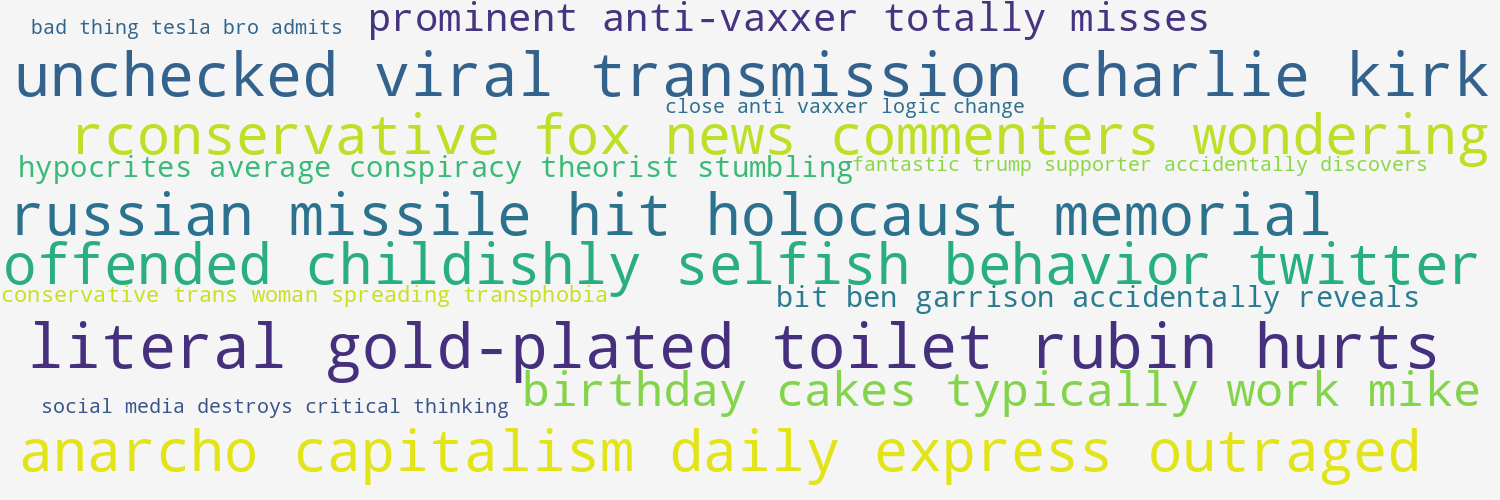 bad thing tesla bro admits
prominent anti-vaxxer totally misses
unchecked viral transmission charlie kirk
close anti vaxxer logic change
rconservative fox news commenters wondering
hypocrites average conspiracy theorist stumbling
fantastic trump supporter accidentally discovers
russian missile hit holocaust memorial
offended childishly selfish behavior twitter
conservative trans woman spreading transphobia
bit ben garrison accidentally reveals
literal gold-plated toilet rubin hurts
birthday cakes typically work mike
social media destroys critical thinking
anarcho capitalism daily express outraged